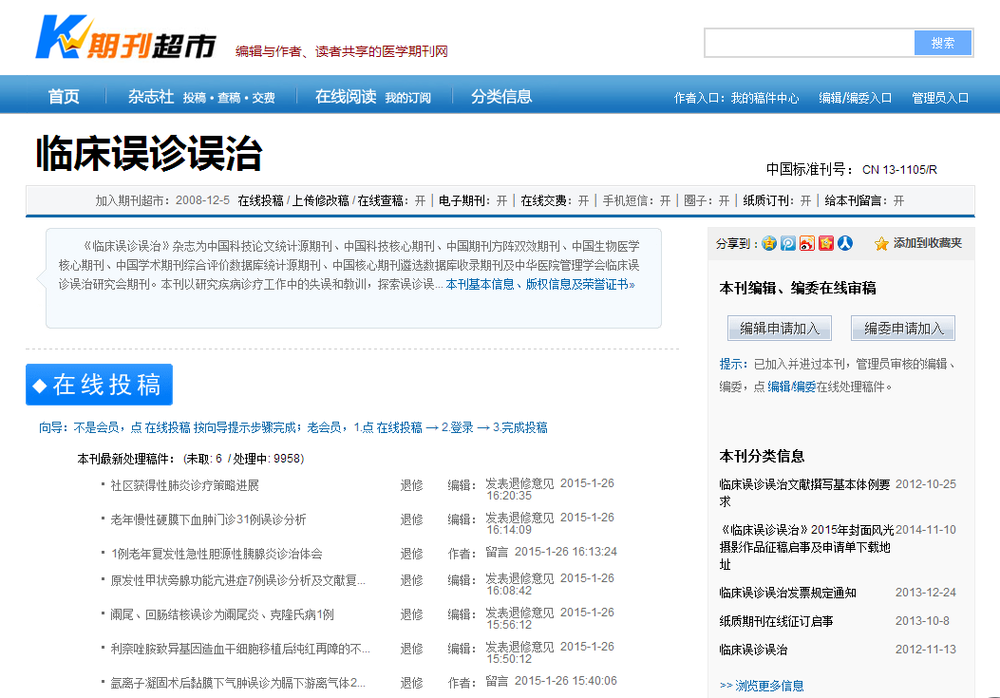 K期刊超市
编辑与作者、读者共享的医学期刊网
搜索
首页 杂志社 投稿·查稿·交费 在线阅读 我的订阅 分类信息 作者入口：我的稿件中心 编辑/编委入口 管理员入口
临床误诊误治
中国标准刊号： CN 13-1105/R
加入期刊超市：2008-12-5 在线投稿 / 上传修改稿 / 在线查稿：开 | 电子期刊：开 | 在线交费：开 | 手机短信：开 | 圈子：开 | 纸质订刊：开 | 给本刊留言：开
《临床误诊误治》杂志为中国科技论文统计源期刊、中国科技核心期刊、中国期刊方阵双效期刊、中国生物医学
核心期刊、中国学术期刊综合评价数据库统计源期刊、中国核心期刊遴选数据库收录期刊及中华医院管理学会临床误
诊误治研究会期刊。本刊以研究疾病诊疗工作中的失误和教训，探索误诊误... 本刊基本信息、版权信息及荣誉证书»
◆在线投稿
向导：不是会员，点 在线投稿 按向导提示步骤完成；老会员，1.点 在线投稿 → 2.登录 → 3.完成投稿
本刊最新处理稿件：（未取: 6 / 处理中: 9958）
· 社区获得性肺炎诊疗策略进展 退修 编辑： 发表退修意见 2015-1-26
16:20:35
· 老年慢性硬膜下血肿门诊31例误诊分析 退修 编辑： 发表退修意见 2015-1-26
16:14:09
· 1例老年复发性急性胆源性胰腺炎诊治体会 退修 作者： 留言 2015-1-26 16:13:24
· 原发性甲状旁腺功能亢进症7例误诊分析及文献复... 退修 编辑： 发表退修意见 2015-1-26
16:08:42
· 阑尾、回肠结核误诊为阑尾炎、克隆氏病1例 退修 编辑： 发表退修意见 2015-1-26
15:56:12
· 利奈唑胺致异基因造血干细胞移植后纯红再障的不... 退修 编辑： 发表退修意见 2015-1-26
15:50:12
· 氩离子凝固术后黏膜下气肿误诊为膈下游离气体2... 退修 作者： 留言 2015-1-26 15:40:06
分享到： 添加到收藏夹
本刊编辑、编委在线审稿
编辑申请加入 编委申请加入
提示：已加入并进过本刊，管理员审核的编辑、
编委，点 编辑/编委在线处理稿件。
本刊分类信息
临床误诊误治文献撰写基本体例要 2012-10-25
求
《临床误诊误治》2015年封面风光 2014-11-10
摄影作品征稿启事及申请单下载地
址
临床误诊误治发票规定通知 2013-12-24
纸质期刊在线征订启事 2013-10-8
临床误诊误治 2012-11-13
>> 浏览更多信息